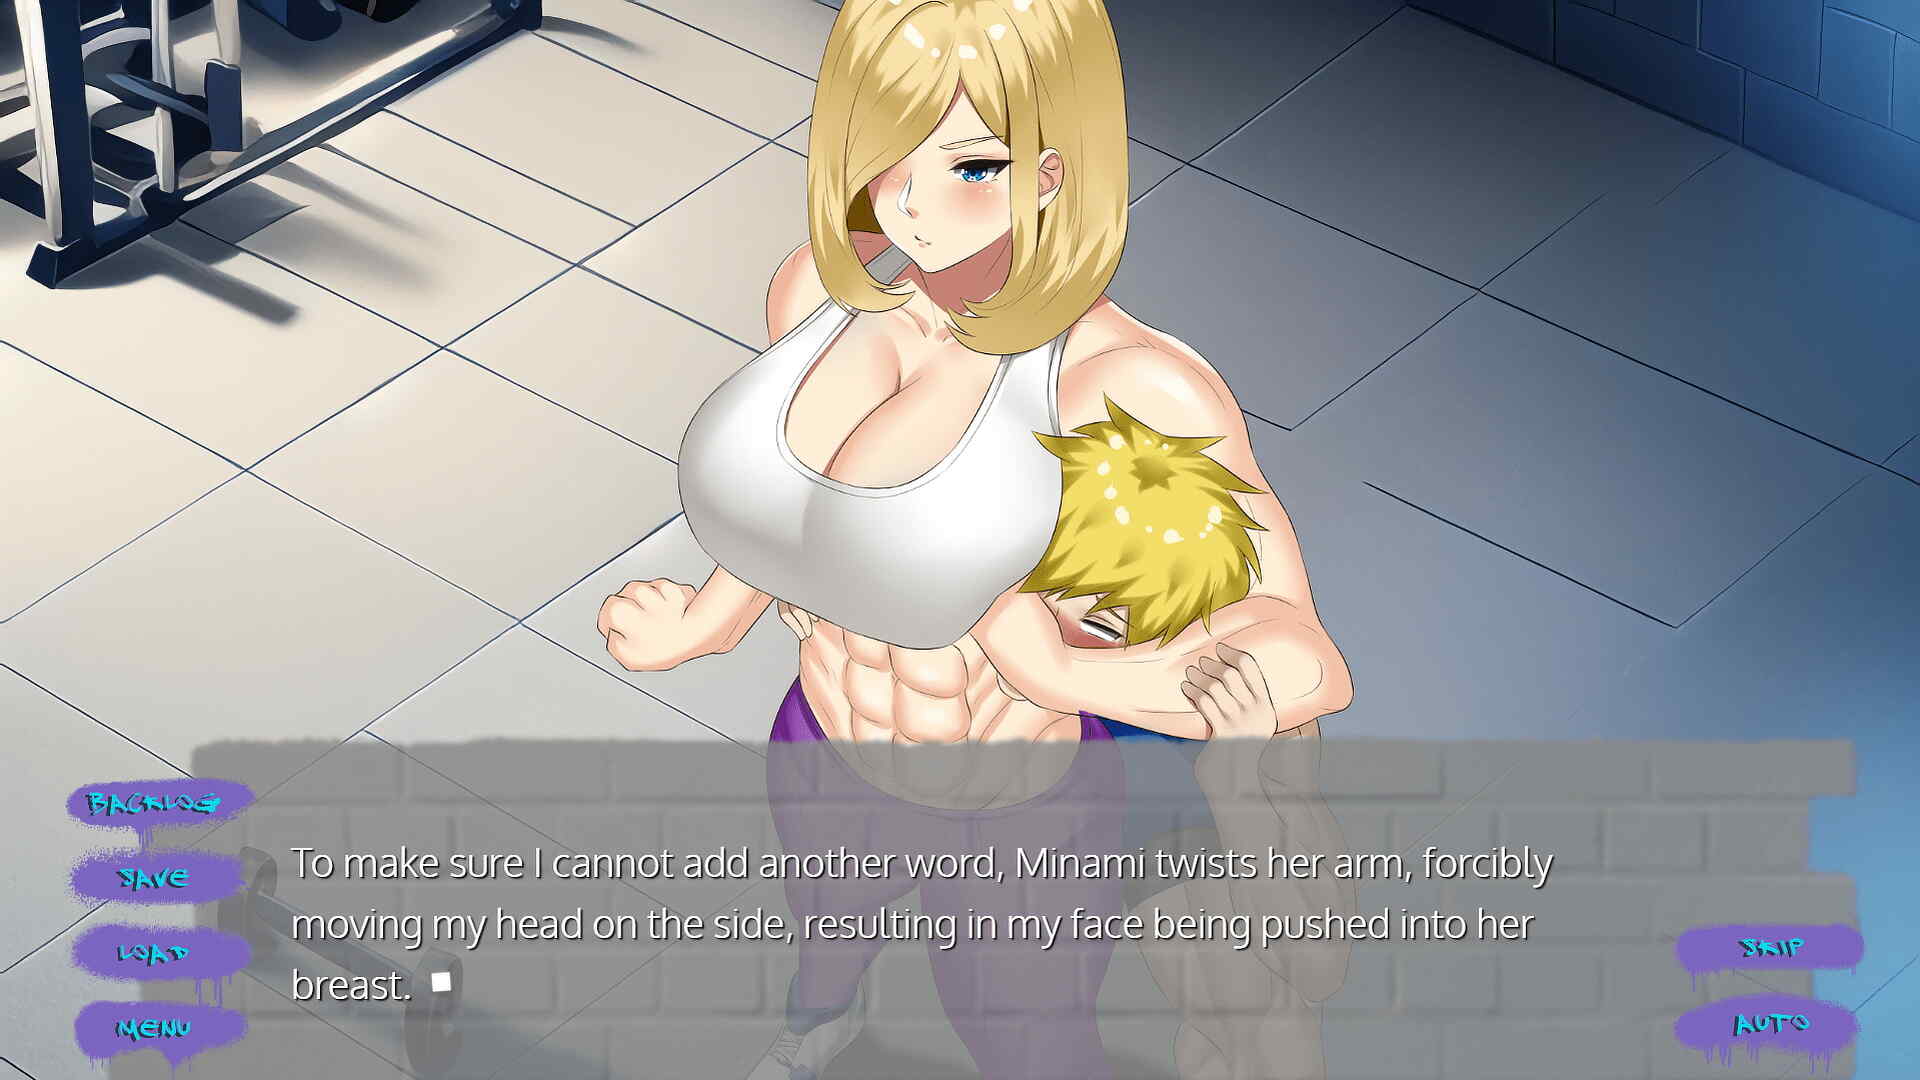 BACKLOG
SAVE
LOAD
MENU
To make sure I cannot add another word, Minami twists her arm, forcibly
moving my head on the side, resulting in my face being pushed into her
breast.
SKIP
AUTO